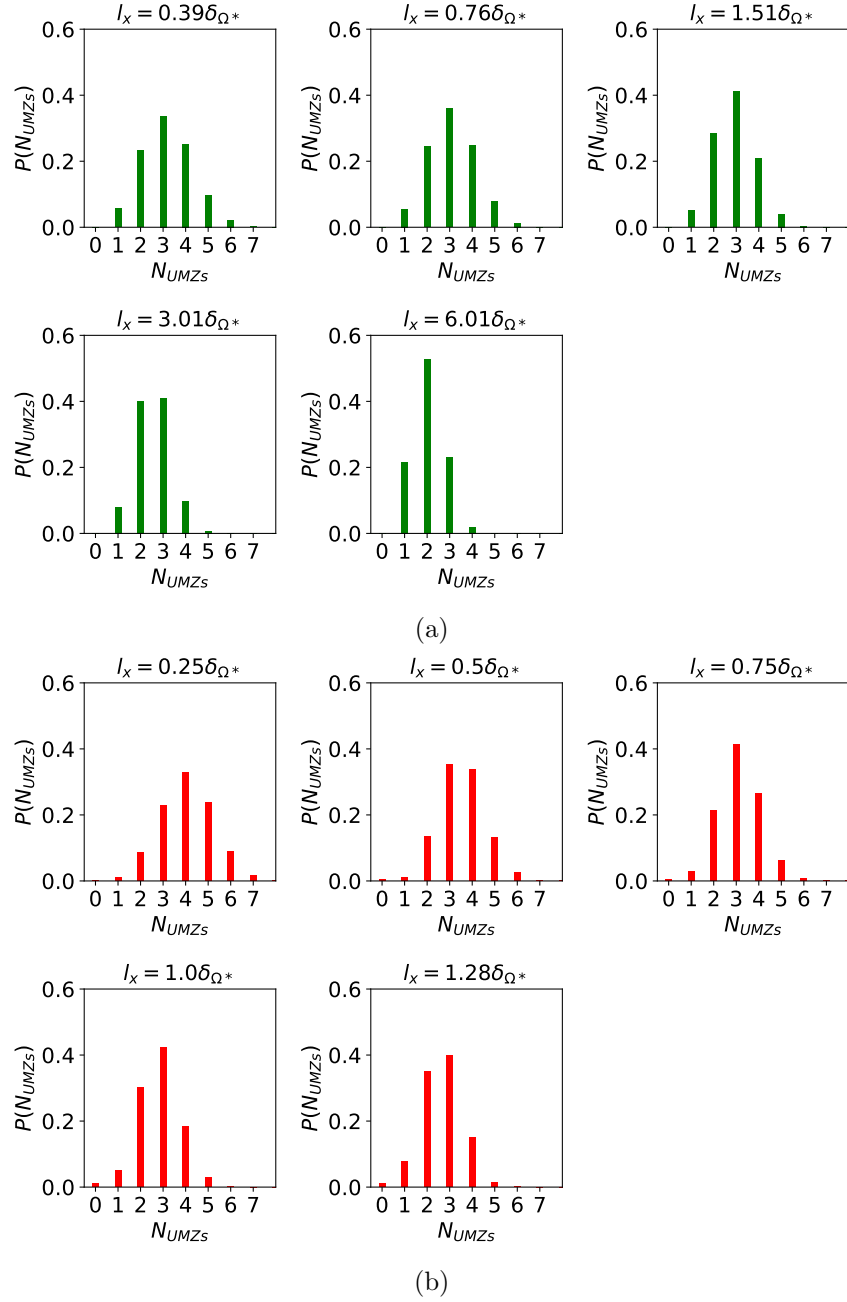 l_x = 0.39δ_Ω* l_x = 0.76δ_Ω* l_x = 1.51δ_Ω*
0.6 0.6 0.6
0.4 0.4 0.4
P(N_UMZs) P(N_UMZs) P(N_UMZs)
0.2 0.2 0.2
0.0 0.0 0.0
0 1 2 3 4 5 6 7 0 1 2 3 4 5 6 7 0 1 2 3 4 5 6 7
N_UMZs N_UMZs N_UMZs
l_x = 3.01δ_Ω* l_x = 6.01δ_Ω*
0.6 0.6
0.4 0.4
P(N_UMZs) P(N_UMZs)
0.2 0.2
0.0 0.0
0 1 2 3 4 5 6 7 0 1 2 3 4 5 6 7
N_UMZs N_UMZs
(a)
l_x = 0.25δ_Ω* l_x = 0.5δ_Ω* l_x = 0.75δ_Ω*
0.6 0.6 0.6
0.4 0.4 0.4
P(N_UMZs) P(N_UMZs) P(N_UMZs)
0.2 0.2 0.2
0.0 0.0 0.0
0 1 2 3 4 5 6 7 0 1 2 3 4 5 6 7 0 1 2 3 4 5 6 7
N_UMZs N_UMZs N_UMZs
l_x = 1.0δ_Ω* l_x = 1.28δ_Ω*
0.6 0.6
0.4 0.4
P(N_UMZs) P(N_UMZs)
0.2 0.2
0.0 0.0
0 1 2 3 4 5 6 7 0 1 2 3 4 5 6 7
N_UMZs N_UMZs
(b)